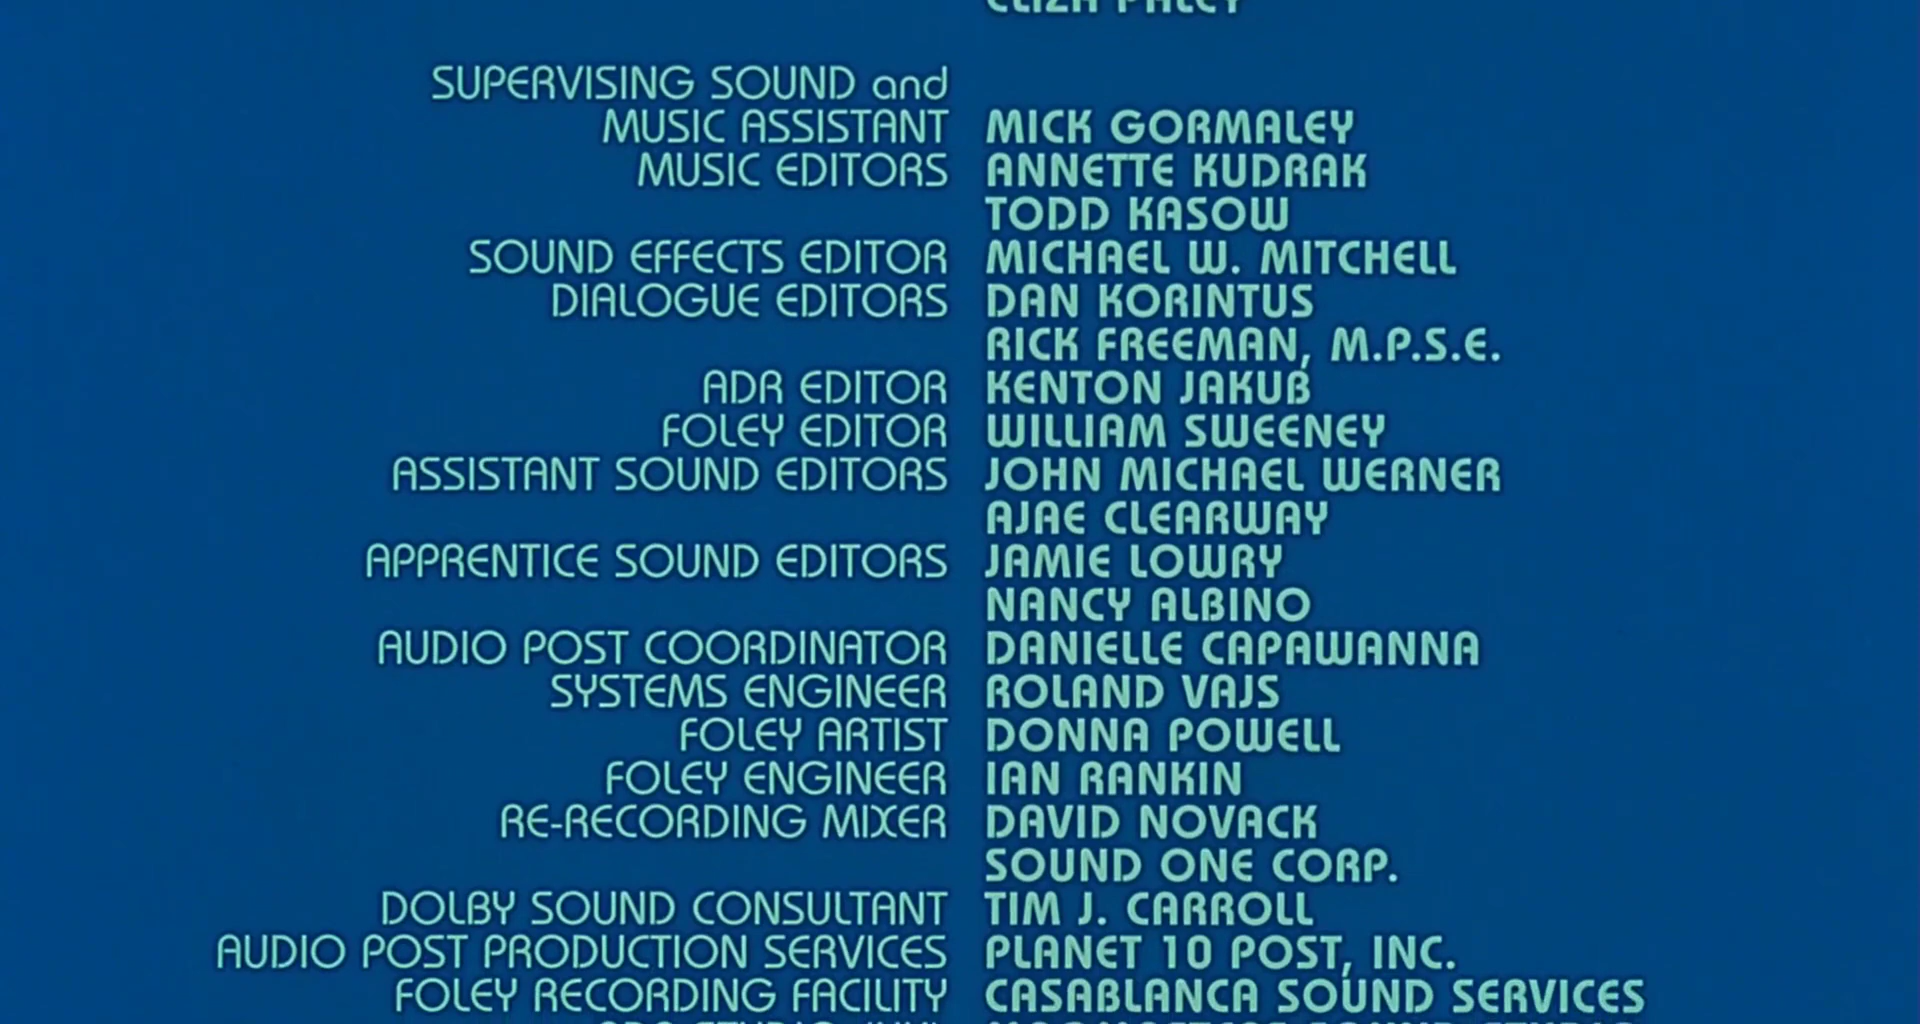 ELIZA PALEY
SUPERVISING SOUND and
MUSIC ASSISTANT MICK GORMALEY
MUSIC EDITORS ANNETTE KUDRAK
TODD KASOW
SOUND EFFECTS EDITOR MICHAEL W. MITCHELL
DIALOGUE EDITORS DAN KORINTUS
RICK FREEMAN, M.P.S.E.
ADR EDITOR KENTON JAKUB
FOLEY EDITOR WILLIAM SWEENEY
ASSISTANT SOUND EDITORS JOHN MICHAEL WERNER
AJAE CLEARWAY
APPRENTICE SOUND EDITORS JAMIE LOWRY
NANCY ALBINO
AUDIO POST COORDINATOR DANIELLE CAPAWANNA
SYSTEMS ENGINEER ROLAND VAJS
FOLEY ARTIST DONNA POWELL
FOLEY ENGINEER IAN RANKIN
RE-RECORDING MIXER DAVID NOVACK
SOUND ONE CORP.
DOLBY SOUND CONSULTANT TIM J. CARROLL
AUDIO POST PRODUCTION SERVICES PLANET 10 POST, INC.
FOLEY RECORDING FACILITY CASABLANCA SOUND SERVICES